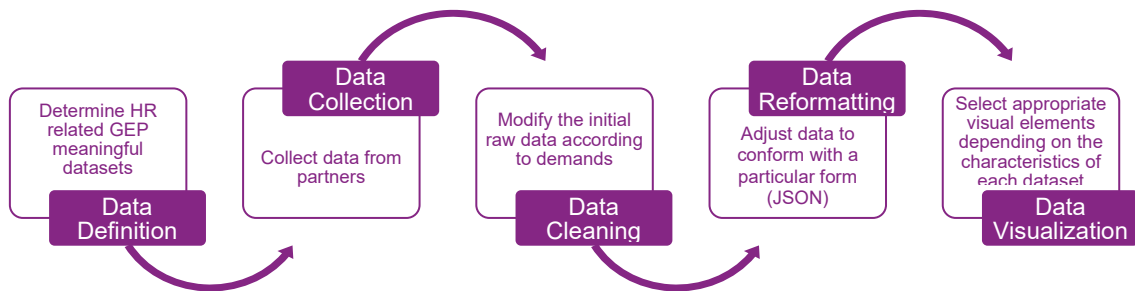 Determine HR
related GEP
meaningful
datasets
Data
Definition
Data
Collection
Collect data from
partners
Modify the initial
raw data according
to demands
Data
Cleaning
Data
Reformatting
Adjust data to
conform with a
particular form
(JSON)
Select appropriate
visual elements
depending on the
characteristics of
each dataset
Data
Visualization